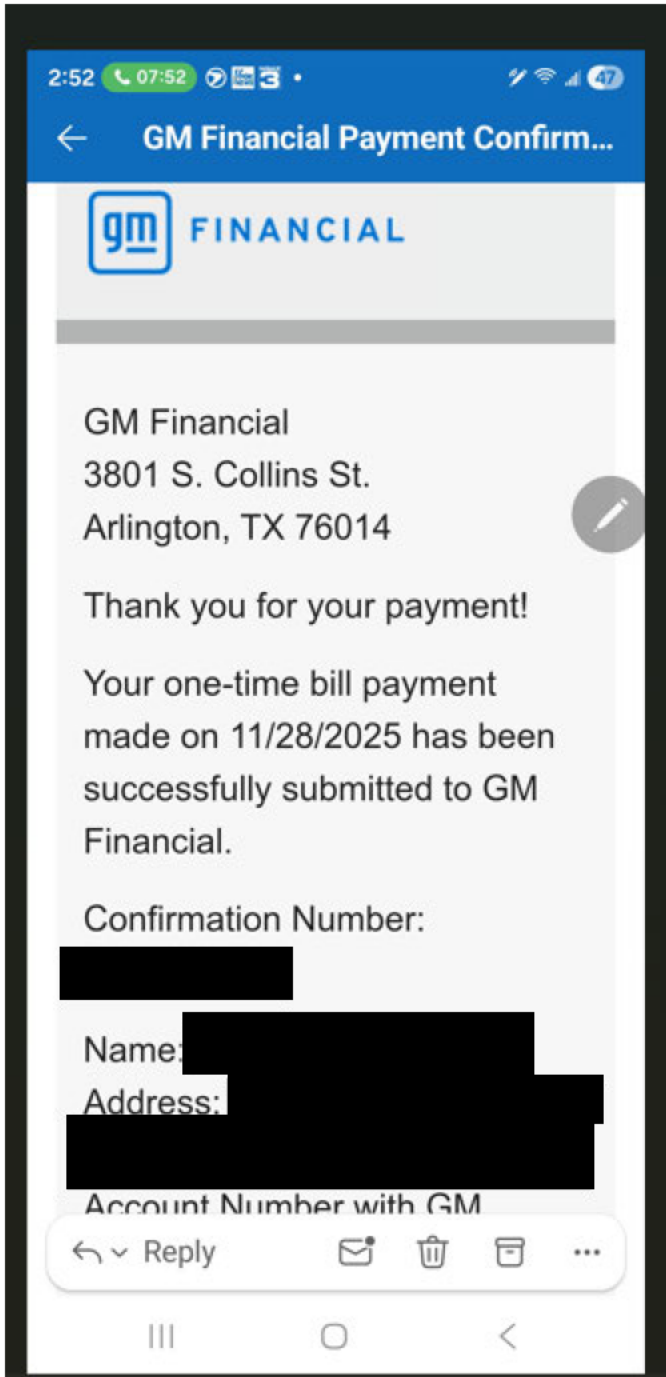 2:52 07:52
47
GM Financial Payment Confirm...
gm FINANCIAL
GM Financial
3801 S. Collins St.
Arlington, TX 76014
Thank you for your payment!
Your one-time bill payment
made on 11/28/2025 has been
successfully submitted to GM
Financial.
Confirmation Number:
Name:
Address:
Account Number with GM
Reply